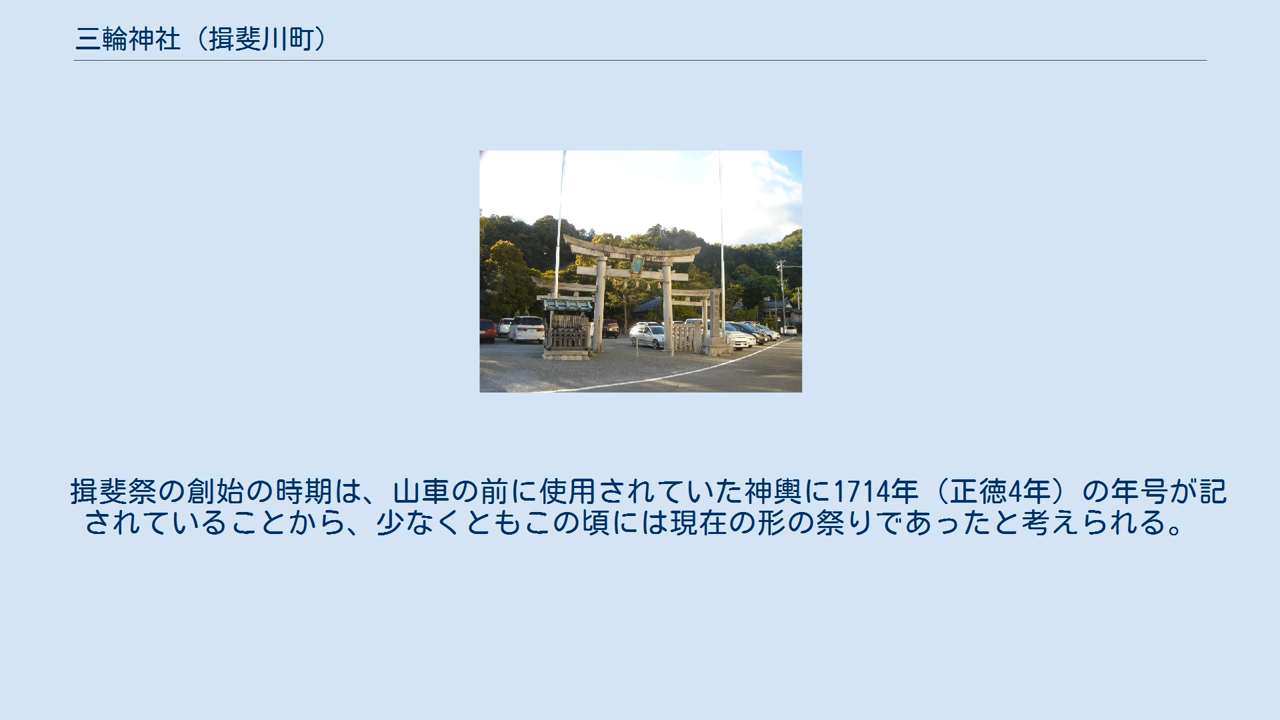 三輪神社（揖斐川町）
揖斐祭の創始の時期は、山車の前に使用されていた神輿に1714年（正徳4年）の年号が記
されていることから、少なくともこの頃には現在の形の祭りであったと考えられる。